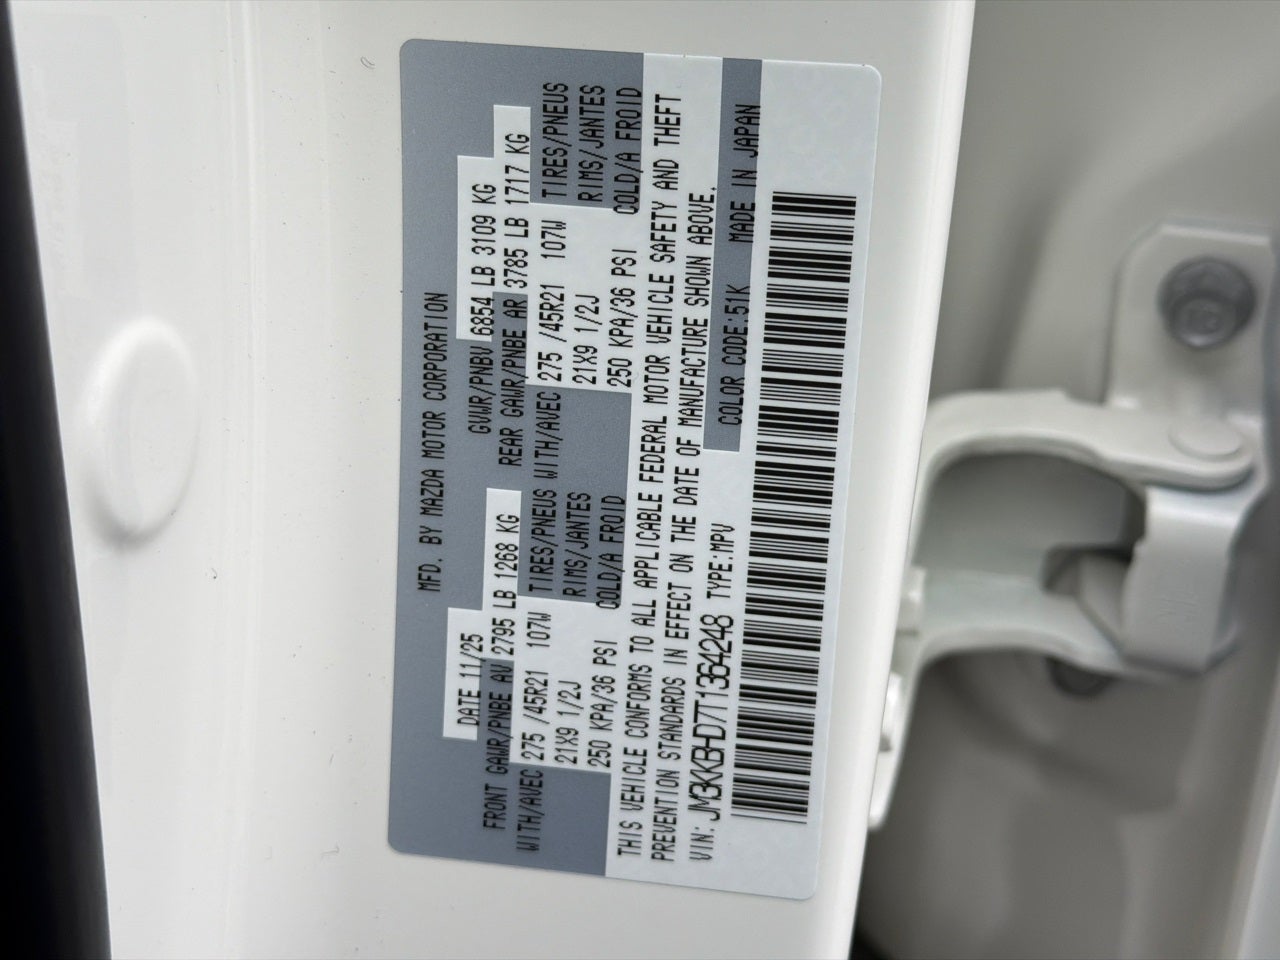 MFD. BY MAZDA MOTOR CORPORATION
DATE 11/25 GVWR/PNBV 6854 LB 3109 KG
FRONT GAWR/PNBE AV 2795 LB 1268 KG REAR GAWR/PNBE AR 3785 LB 1717 KG
WITH/AVEC 275 /45R21 107W TIRES/PNEUS WITH/AVEC 275 /45R21 107W TIRES/PNEUS
21X9 1/2J RIMS/JANTES 21X9 1/2J RIMS/JANTES
250 KPA/36 PSI COLD/A FROID 250 KPA/36 PSI COLD/A FROID
THIS VEHICLE CONFORMS TO ALL APPLICABLE FEDERAL MOTOR VEHICLE SAFETY AND THEFT
PREVENTION STANDARDS IN EFFECT ON THE DATE OF MANUFACTURE SHOWN ABOVE.
VIN: JM3KKBHD7T1364248 TYPE:MPV COLOR CODE:51K MADE IN JAPAN